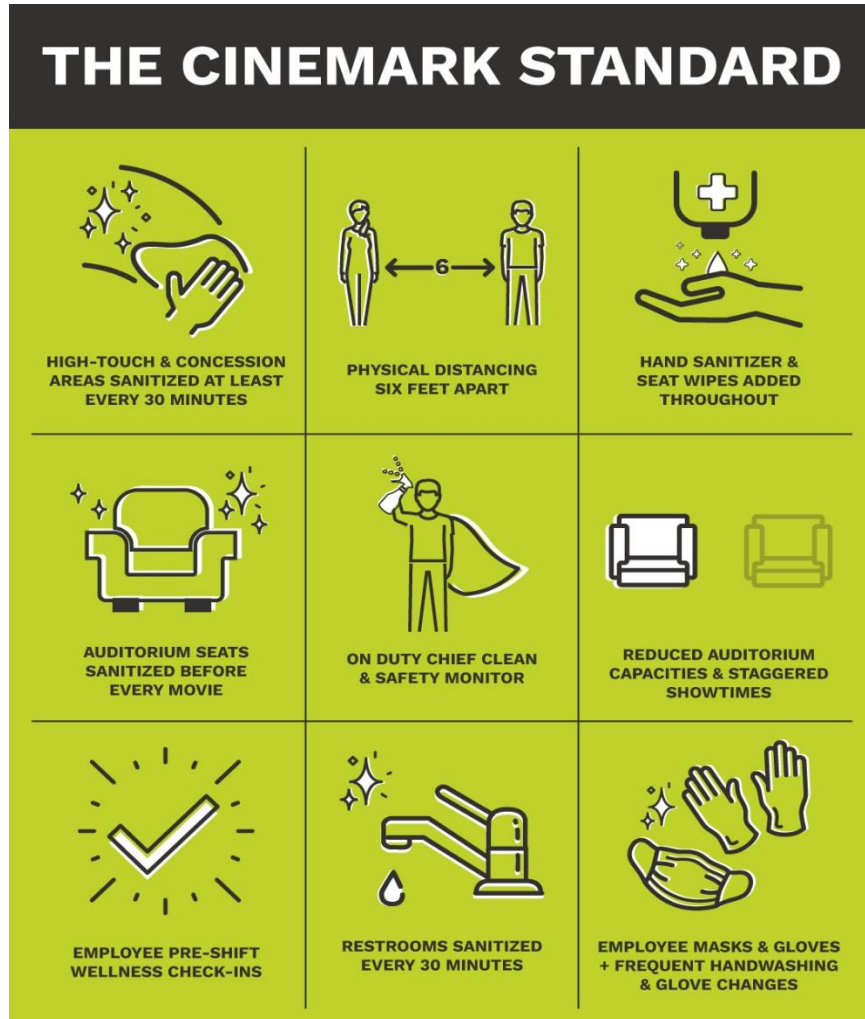 THE CINEMARK STANDARD
HIGH-TOUCH & CONCESSION
AREAS SANITIZED AT LEAST
EVERY 30 MINUTES
6
PHYSICAL DISTANCING
SIX FEET APART
HAND SANITIZER &
SEAT WIPES ADDED
THROUGHOUT
AUDITORIUM SEATS
SANITIZED BEFORE
EVERY MOVIE
ON DUTY CHIEF CLEAN
& SAFETY MONITOR
REDUCED AUDITORIUM
CAPACITIES & STAGGERED
SHOWTIMES
EMPLOYEE PRE-SHIFT
WELLNESS CHECK-INS
RESTROOMS SANITIZED
EVERY 30 MINUTES
EMPLOYEE MASKS & GLOVES
+ FREQUENT HANDWASHING
& GLOVE CHANGES